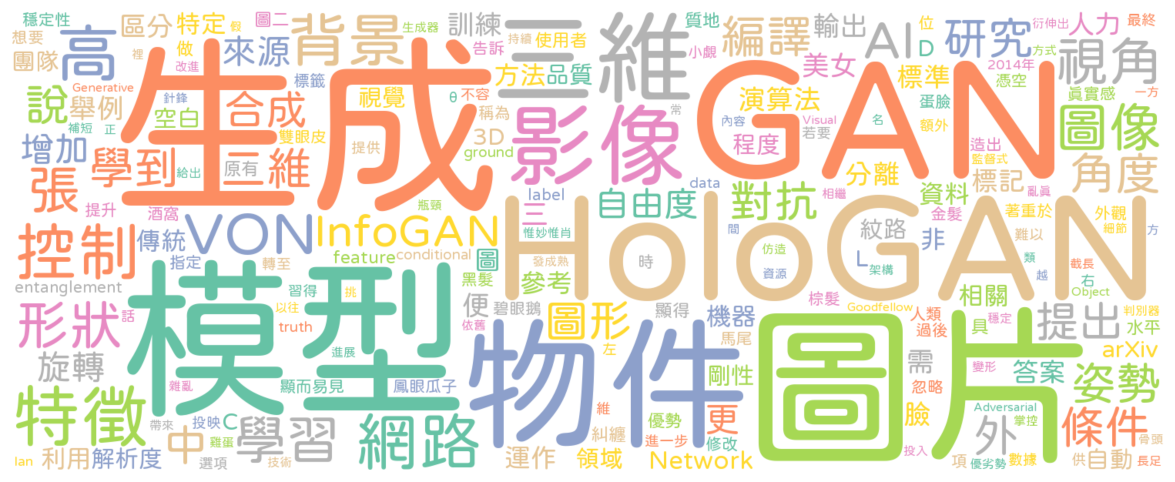 穩定性 特定 圖二 假 背景 生成器 訓練 三維 質地 編譯 輸出 AI 位 D 研究 衍伸出 人力 最終
想要 裡 區分 做 來源 告訴 持續 使用者 小覷 美女 標準 2014年 方式 視角
團隊 高 改進 標籤 方法 品質 憑空
說 舉例 Generative 針鋒 空白 合成 視覺 θ 不容 影像 常 GAN 演算法 蛋臉 真實感 一方
補短 正 雙眼皮 稱為 內容 Visual 若要 名 額外 圖像
增加 學到 給出 原有 二維 提供 3D ground 程度 分離 造出 監督式 角度
張 生成 瓶頸 label data 相繼 資料 標記
提升 酒窩 InfoGAN 三 自由度 對抗 金髮 著重於 外觀 亂真
控制 傳統 VON 惟妙惟肖 HoloGAN 間 仿造 紋路 非 難以 細節 方
指定 轉至 feature conditional 圖 發成熟 時 資源 L 架構 類 截長
entanglement 以往 習得 挑 黑髮 參考 棕髮 越 右
形狀 話 模型 便 碧眼鵝 顯得 機器 Goodfellow 相關 Object 判別器
truth 依舊 圖形 左 馬尾 人類 具 穩定 提出 水平
旋轉 雜亂 進展 物件 剛性 圖片 過後 需 變形 答案 arXiv
顯而易見 鳳眼瓜子 維 更 忽略 姿勢
特徵 投映 C 優勢 臉 Adversarial 掌控 條件
帶來 雞蛋 中 學習 網路 糾纏 進一步 修改 外 骨頭
Ian 利用 解析度 選項 技術 運作 領域 Network 投入 項 優劣勢 數據 供 自動 長足